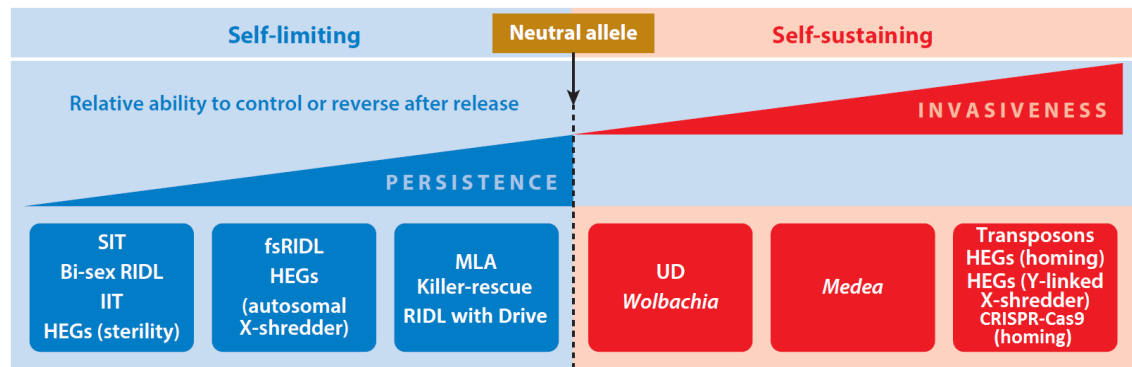 Self-limiting
Neutral allele
Self-sustaining
Relative ability to control or reverse after release
PERSISTENCE
INVASIVENESS
SIT
Bi-sex RIDL
IIT
HEGs (sterility)
fsRIDL
HEGs
(autosomal
X-shredder)
MLA
Killer-rescue
RIDL with Drive
UD
Wolbachia
Medea
Transposons
HEGs (homing)
HEGs (Y-linked
X-shredder)
CRISPR-Cas9
(homing)